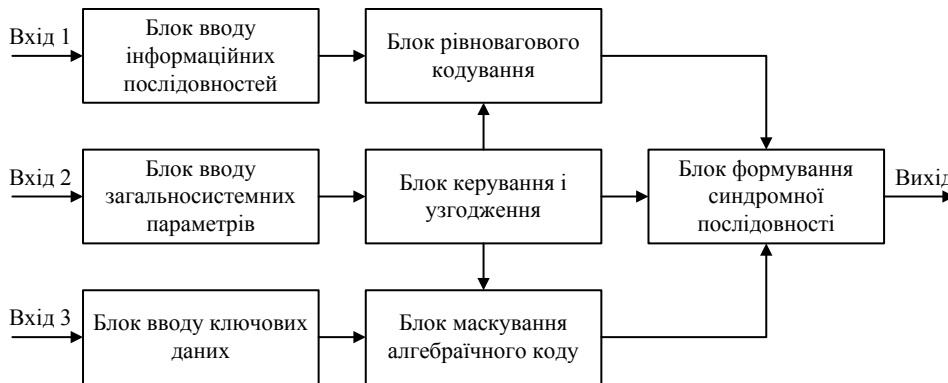 Вхід 1
Блок вводу
інформаційних
послідовностей
Блок рівновагового
кодування
Вхід 2
Блок вводу
загальносистемних
параметрів
Блок керування і
узгодження
Блок формування
синдромної
послідовності
Вихід
Вхід 3
Блок вводу ключових
даних
Блок маскування
алгебраїчного коду